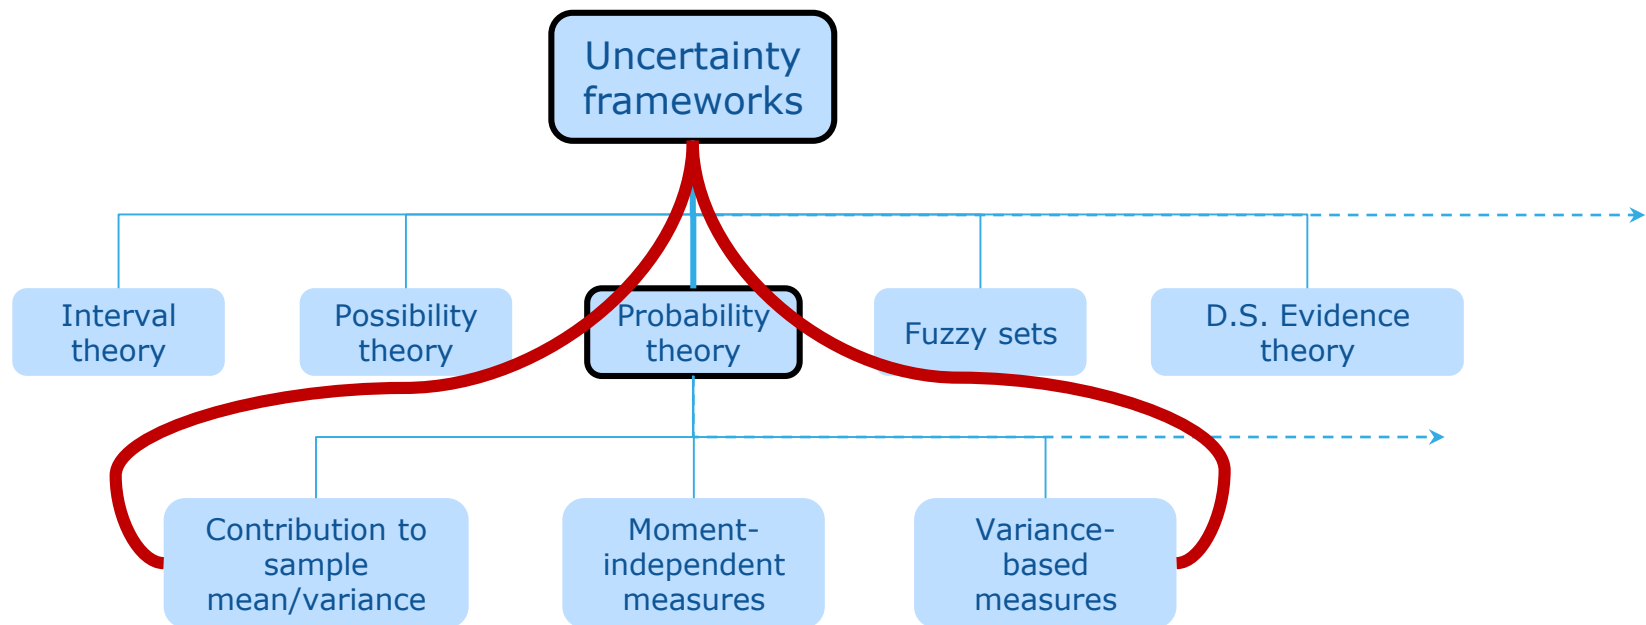 Uncertainty
frameworks
Interval
theory
Possibility
theory
Probability
theory
Fuzzy sets
D.S. Evidence
theory
Contribution to
sample
mean/variance
Moment-
independent
measures
Variance-
based
measures